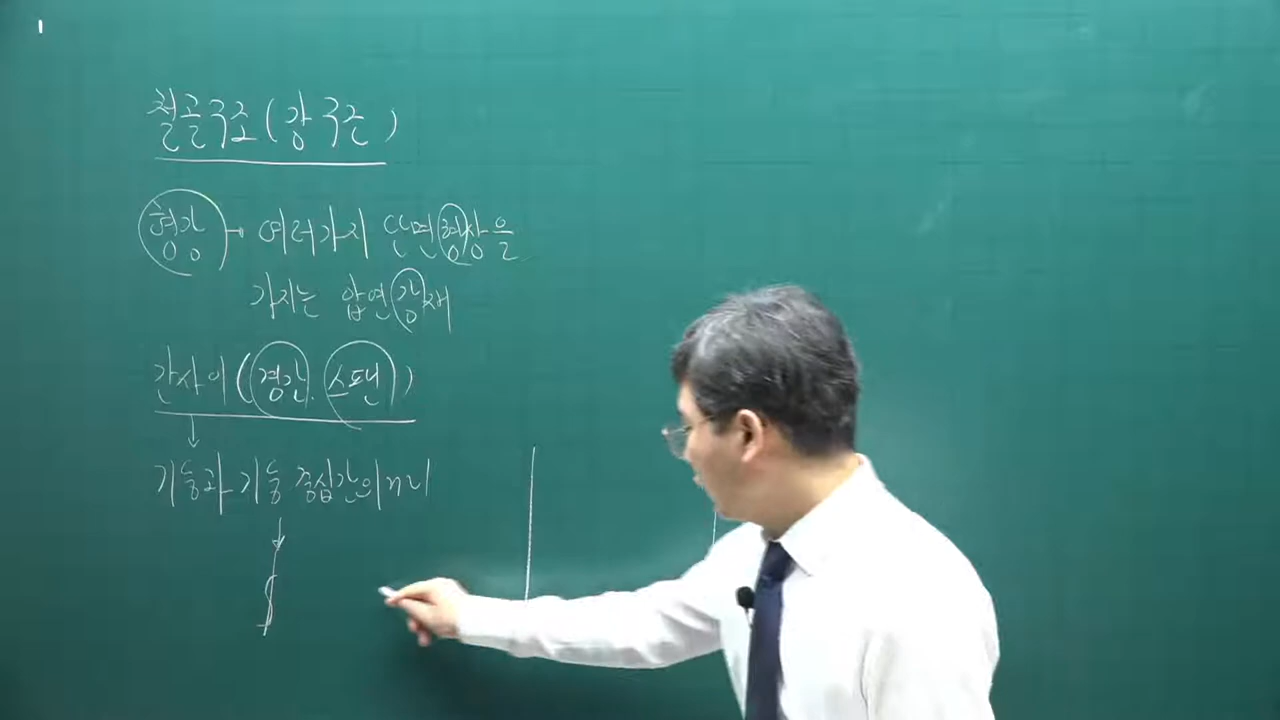 철골구조(강구조)
형강 → 여러가지 단면형상을
가지는 압연강재
간사이(경간. 스팬)
기둥과 기둥 중심간의 거리